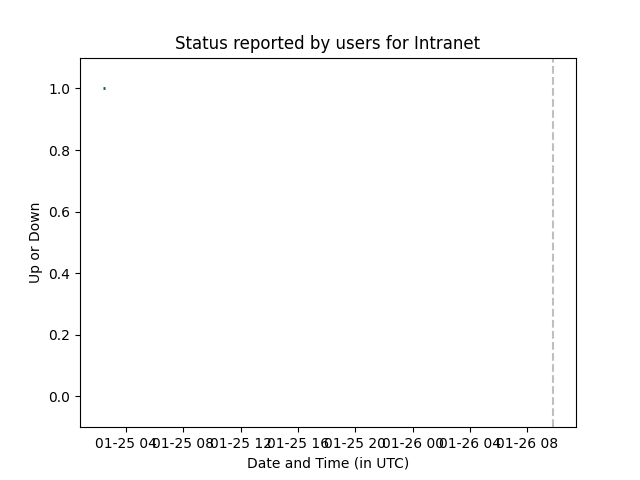 Status reported by users for Intranet
1.0
0.8
0.6
0.4
0.2
0.0
Up or Down
01-25 04 01-25 08 01-25 12 01-25 16 01-25 20 01-26 00 01-26 04 01-26 08
Date and Time (in UTC)